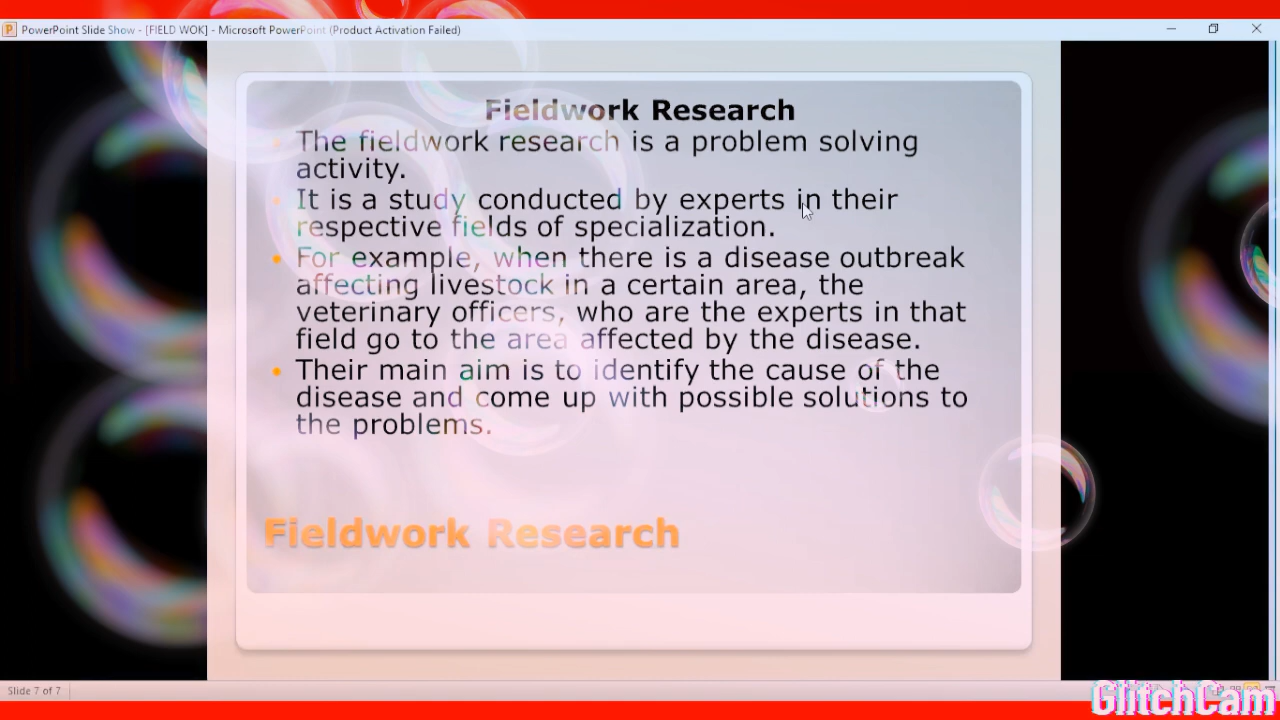 PowerPoint Slide Show - [FIELD WOK] - Microsoft PowerPoint (Product Activation Failed)
Fieldwork Research
The fieldwork research is a problem solving
activity.
It is a study conducted by experts in their
respective fields of specialization.
For example, when there is a disease outbreak
affecting livestock in a certain area, the
veterinary officers, who are the experts in that
field go to the area affected by the disease.
Their main aim is to identify the cause of the
disease and come up with possible solutions to
the problems.
Fieldwork Research
Slide 7 of 7
GlitchCam